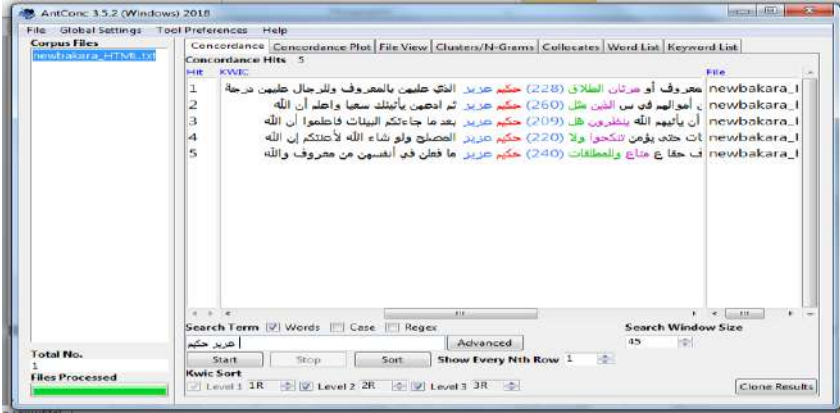 AntConc 3.5.2 (Windows) 2018
File Global Settings Tool Preferences Help
Corpus Files
newbakara_HTML.txt
Concordance Concordance Plot File View Clusters/N-Grams Collocates Word List Keyword List
Concordance Hits 5
Hit KWIC File
1 معروف أو مرتان الطلاق (228) حكيم عزيز الذي عليهن بالمعروف وللرجال عليهن درجة newbakara_
2 ن أموالهم في س الذين مثل (260) حكيم عزيز ثم ادعهن يأتينك سعيا واعلم أن الله newbakara_
3 أن يأتيهم الله ينظرون هل (209) حكيم عزيز بعد ما جاءتكم البينات فاعلموا أن الله newbakara_
4 ات حتى يؤمن تنكحوا ولا (220) حكيم عزيز المصلح ولو شاء الله لأعنتكم إن الله newbakara_
5 ف حقا ع متاع وللمطلقات (240) حكيم عزيز ما فعلن في أنفسهن من معروف والله newbakara_
Search Term Words Case Regex Search Window Size
عزيز حكيم Advanced 45
Start Stop Sort Show Every Nth Row 1
Kwic Sort
Level 1 1R Level 2 2R Level 3 3R Clone Results
Total No.
1
Files Processed